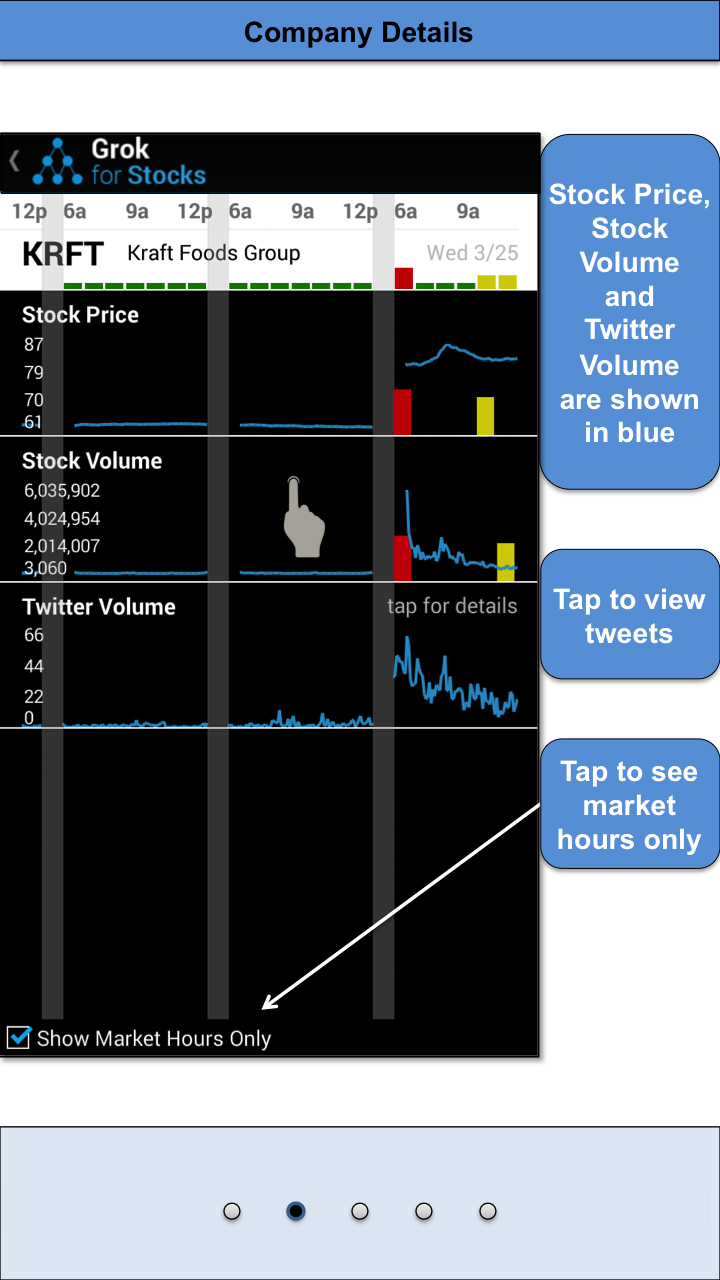 Company Details
Grok
for Stocks
12p 6a 9a 12p 6a 9a 12p 6a 9a
KRFT Kraft Foods Group Wed 3/25
Stock Price
87
79
70
61
Stock Volume
6,035,902
4,024,954
2,014,007
3,060
Twitter Volume tap for details
66
44
22
0
Show Market Hours Only
Stock Price,
Stock
Volume
and
Twitter
Volume
are shown
in blue
Tap to view
tweets
Tap to see
market
hours only